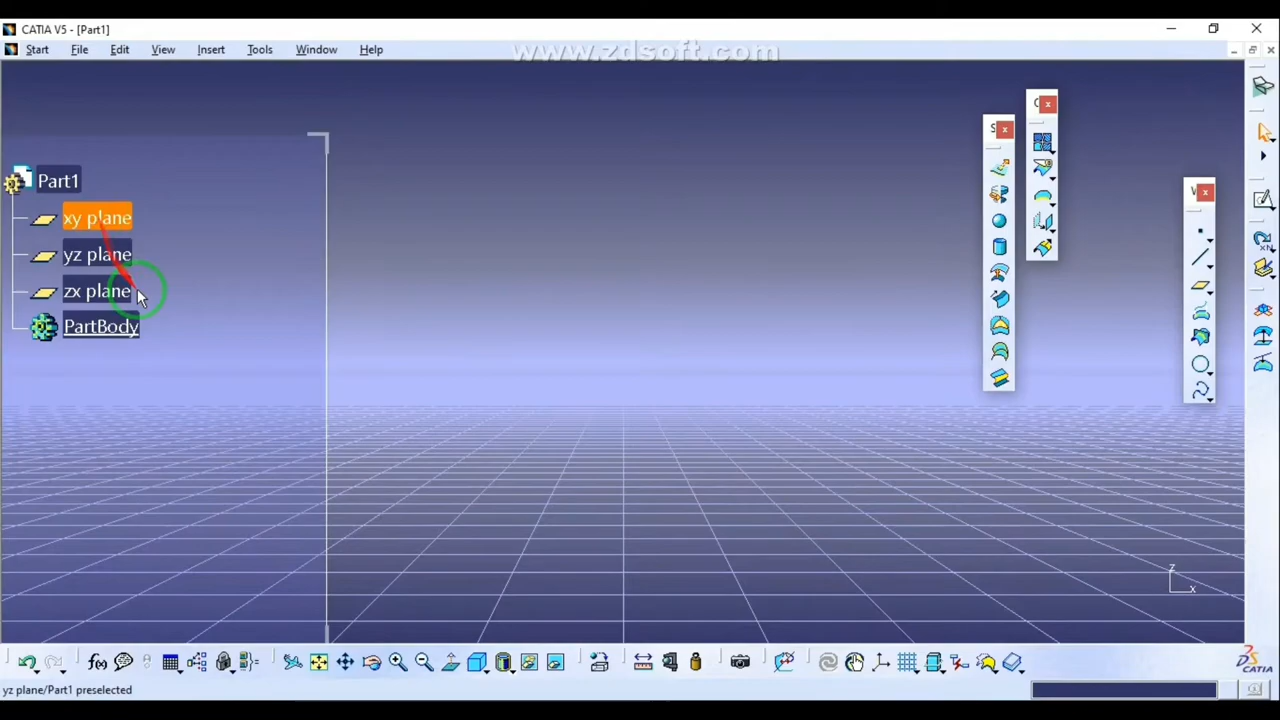 CATIA V5 - [Part1]
Start File Edit View Insert Tools Window Help
www.zdsoft.com
Part1
xy plane
yz plane
zx plane
PartBody
S x
C x
V x
z
x
f(x)
CATIA
yz plane/Part1 preselected